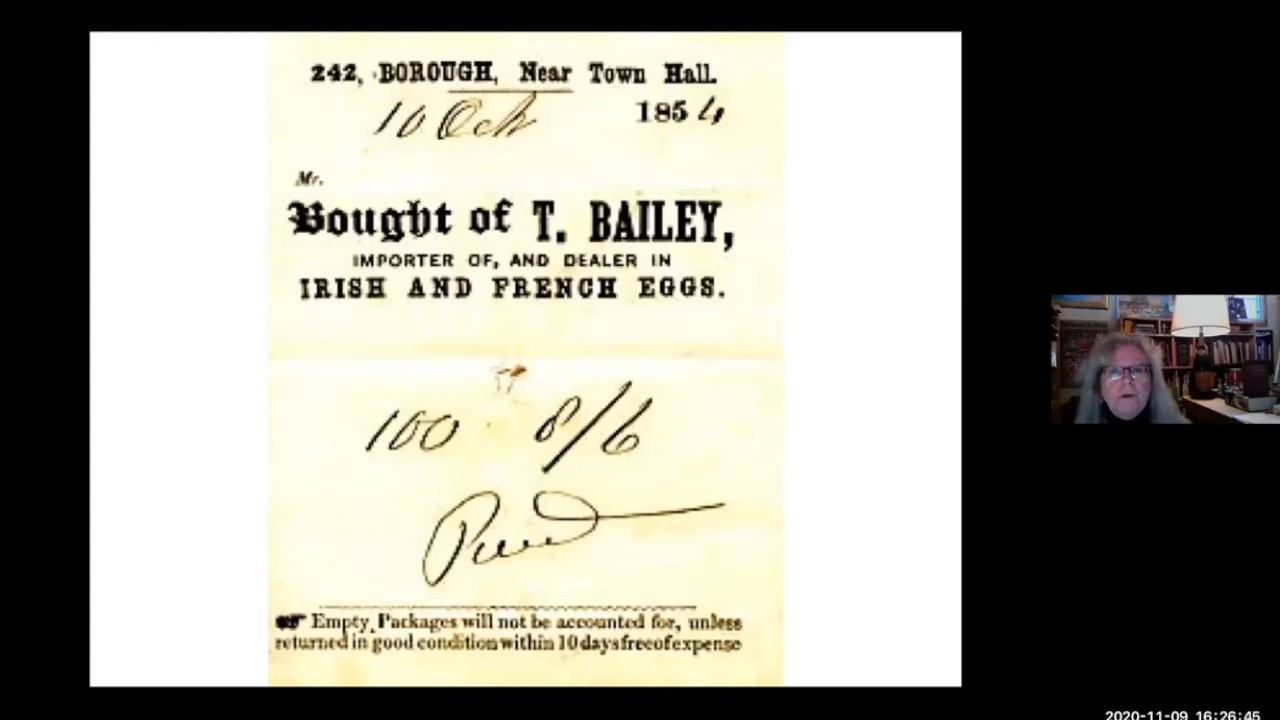 242, BOROUGH, Near Town Hall.
10 Oct 1854
Mr.
Bought of T. BAILEY,
IMPORTER OF, AND DEALER IN
IRISH AND FRENCH EGGS.
100 8/6
Paid
☞ Empty Packages will not be accounted for, unless
returned in good condition within 10 days free of expense
2020-11-09 16:26:45